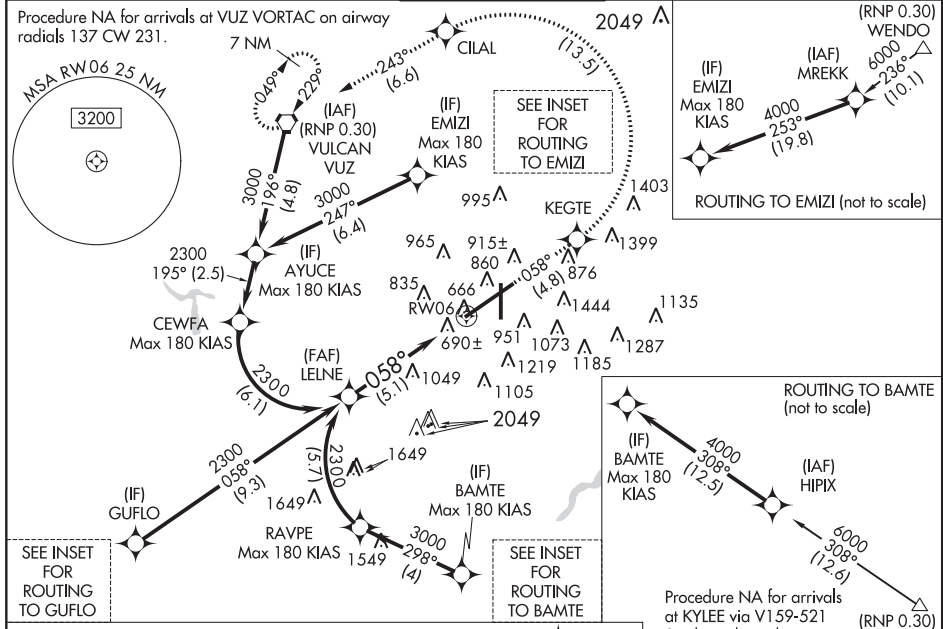 Procedure NA for arrivals at VUZ VORTAC on airway
radials 137 CW 231.
MSA RW06 25 NM
3200
7 NM
049°
229°
(IAF)
(RNP 0.30)
VULCAN
VUZ
243°
(6.6)
CILAL
(13.5)
2049
(IF)
EMIZI
Max 180
KIAS
SEE INSET
FOR
ROUTING
TO EMIZI
(RNP 0.30)
WENDO
6000
236°
(10.1)
(IAF)
MREKK
(IF)
EMIZI
Max 180
KIAS
4000
253°
(19.8)
ROUTING TO EMIZI (not to scale)
3000
196°
(4.8)
3000
247°
(6.4)
995
1403
KEGTE
1399
2300
195° (2.5)
(IF)
AYUCE
Max 180 KIAS
965
915±
860
876
058°
(4.8)
835
666
RW06
1444
1135
CEWFA
Max 180 KIAS
690±
951
1073
1287
1185
1219
(FAF)
LELNE
058°
(5.1)
1049
1105
2300
(6.1)
2049
2300
058°
(9.3)
2300
(5.7)
1649
1649
(IF)
GUFLO
(IF)
BAMTE
Max 180 KIAS
RAVPE
Max 180 KIAS
1549
3000
298°
(4)
SEE INSET
FOR
ROUTING
TO GUFLO
SEE INSET
FOR
ROUTING
TO BAMTE
ROUTING TO BAMTE
(not to scale)
(IF)
BAMTE
Max 180
KIAS
4000
308°
(12.5)
(IAF)
HIPIX
6000
308°
(12.6)
Procedure NA for arrivals
at KYLEE via V159-521
(RNP 0.30)